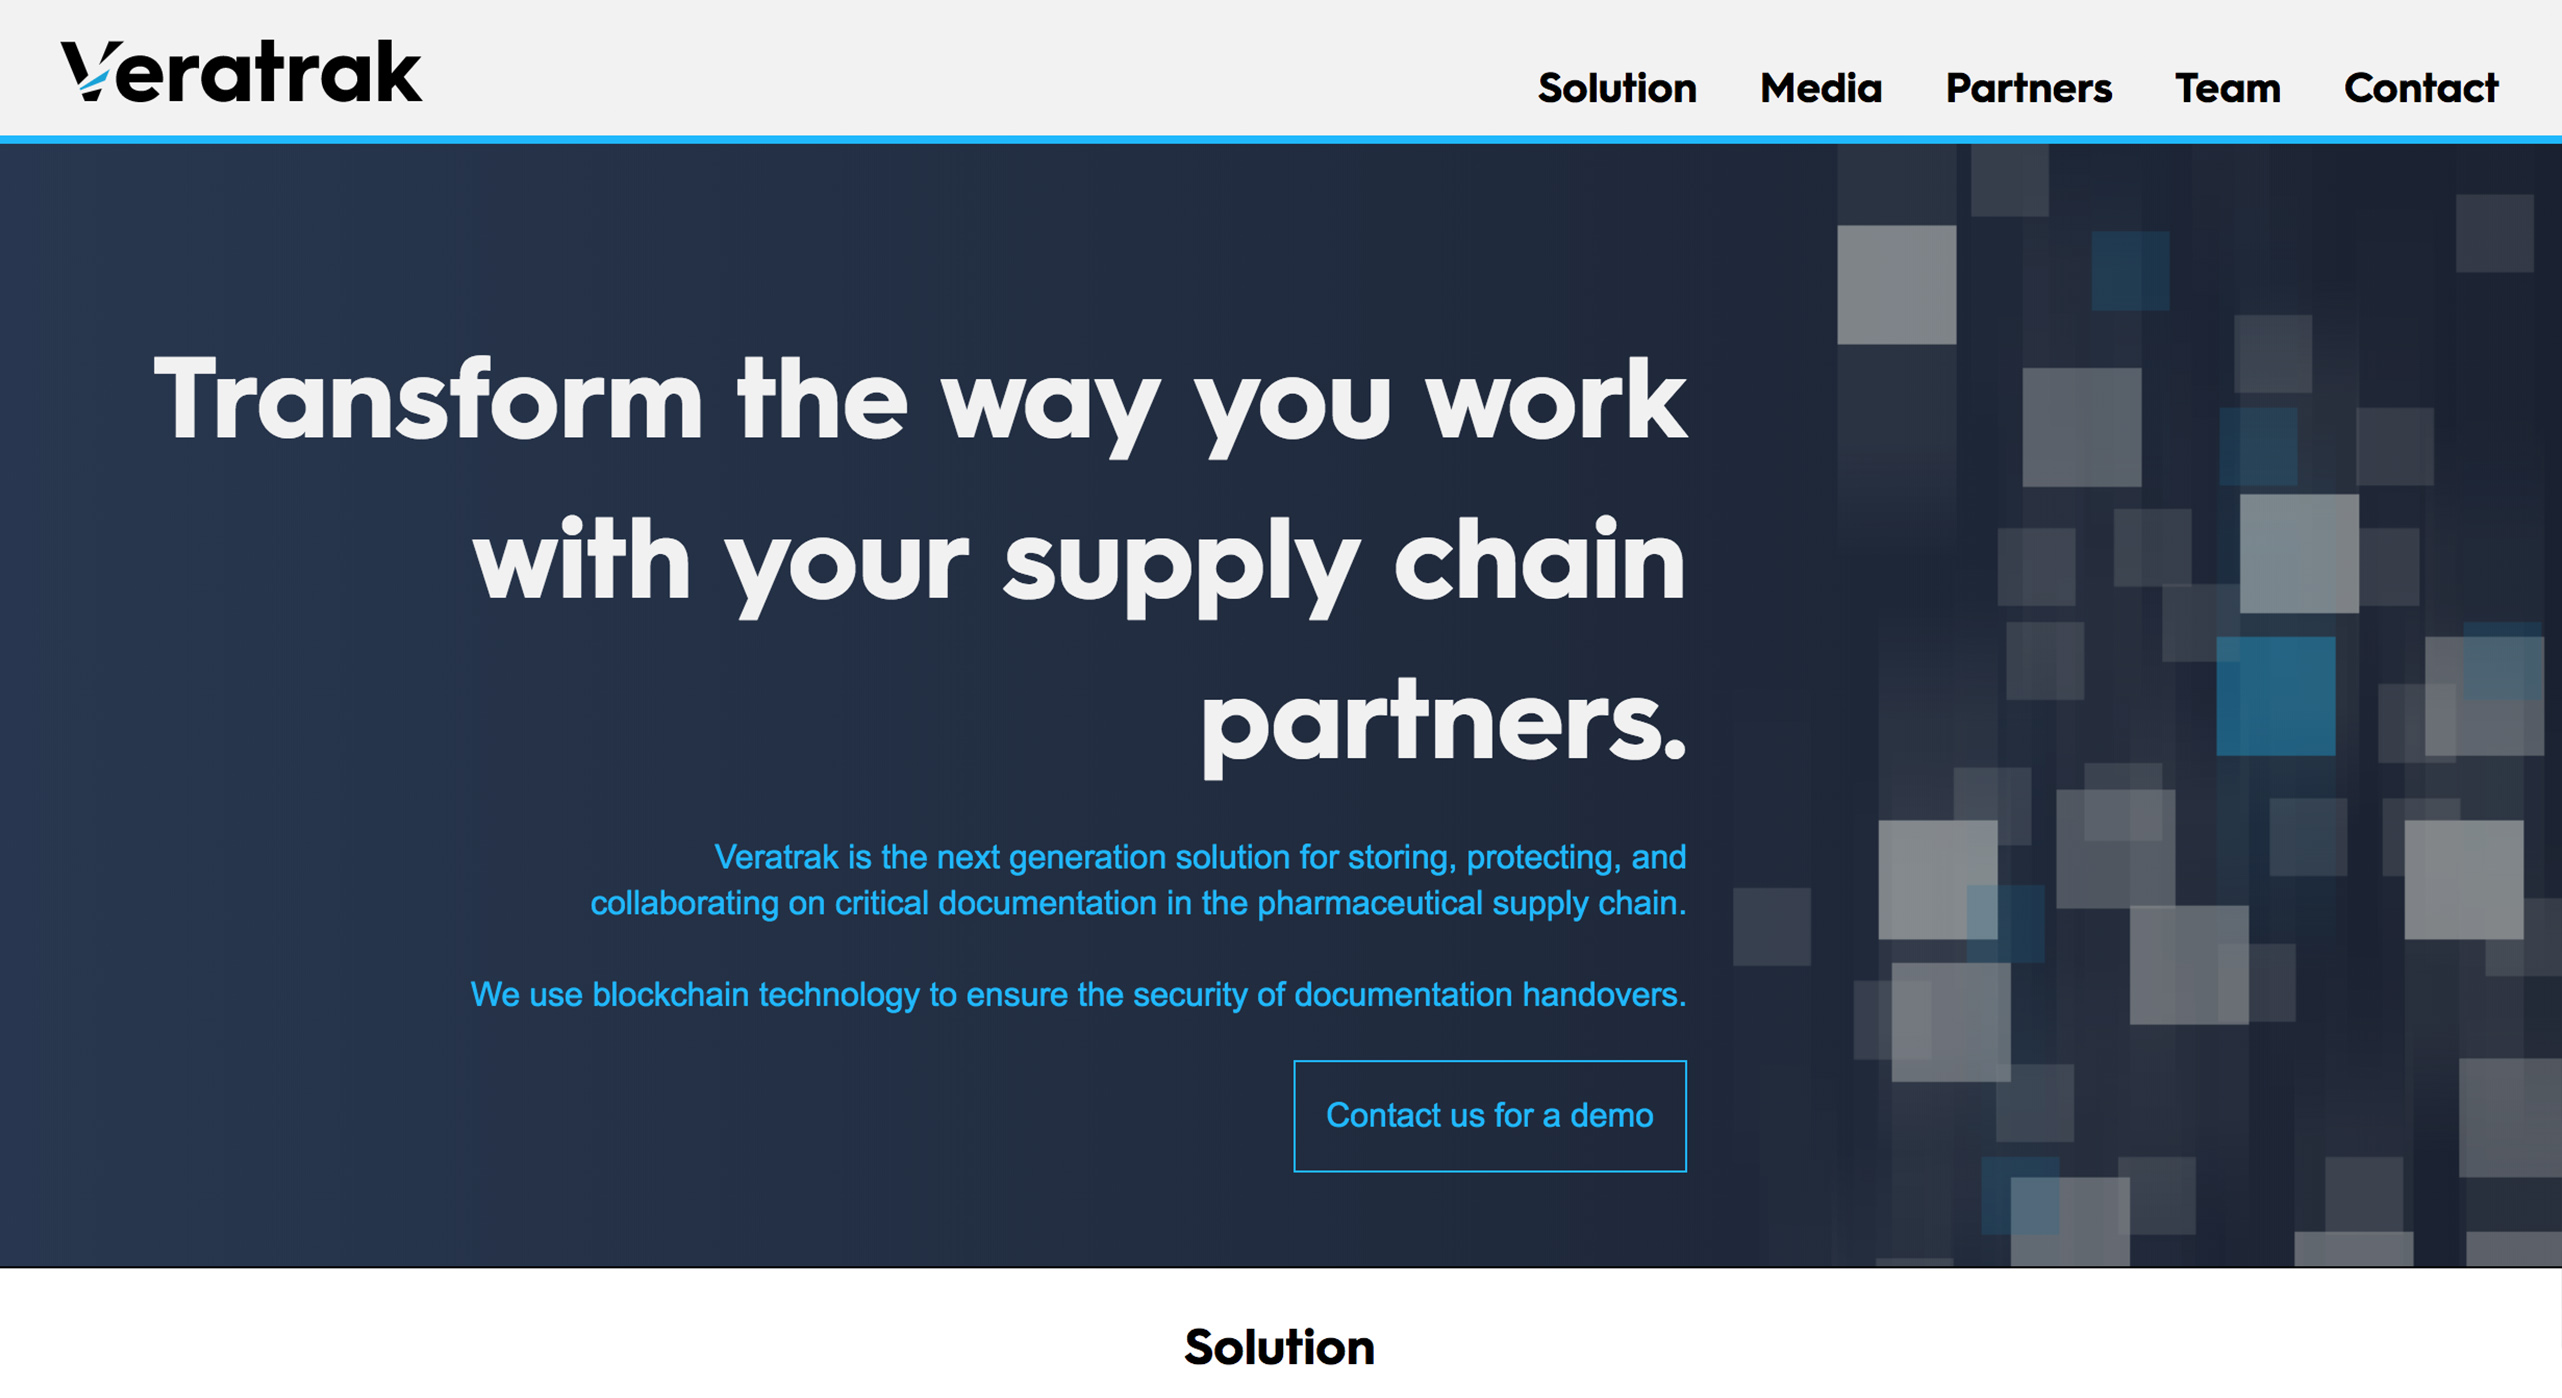 Veratrak
Solution Media Partners Team Contact
Transform the way you work
with your supply chain
partners.
Veratrak is the next generation solution for storing, protecting, and
collaborating on critical documentation in the pharmaceutical supply chain.
We use blockchain technology to ensure the security of documentation handovers.
Contact us for a demo
Solution